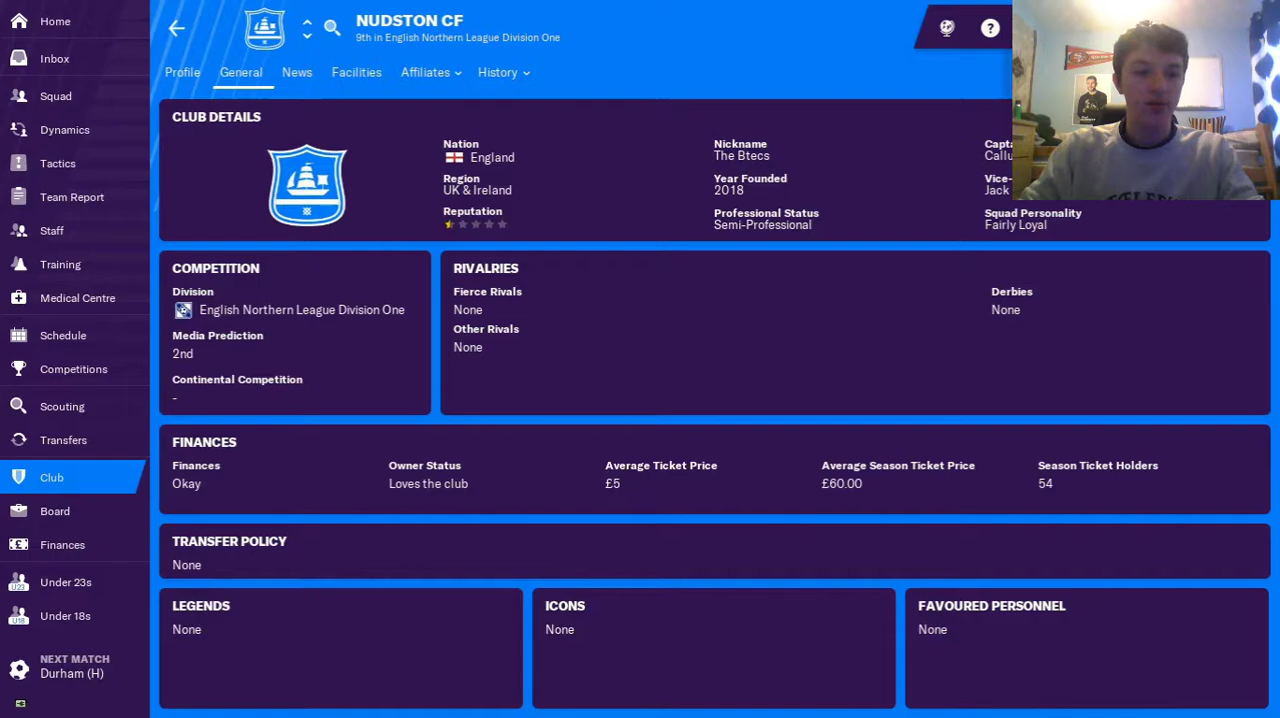 Home
Inbox
Squad
Dynamics
Tactics
Team Report
Staff
Training
Medical Centre
Schedule
Competitions
Scouting
Transfers
Club
Board
Finances
U23
Under 23s
U18
Under 18s
NEXT MATCH
Durham (H)
NUDSTON CF
9th in English Northern League Division One
?
Profile General News Facilities Affiliates History
CLUB DETAILS
Nation
England
Region
UK & Ireland
Reputation
Nickname
The Btecs
Year Founded
2018
Professional Status
Semi-Professional
Squad Personality
Fairly Loyal
COMPETITION
Division
English Northern League Division One
Media Prediction
2nd
Continental Competition
-
RIVALRIES
Fierce Rivals
None
Other Rivals
None
Derbies
None
FINANCES
Finances
Okay
Owner Status
Loves the club
Average Ticket Price
£5
Average Season Ticket Price
£60.00
Season Ticket Holders
54
TRANSFER POLICY
None
LEGENDS
None
ICONS
None
FAVOURED PERSONNEL
None